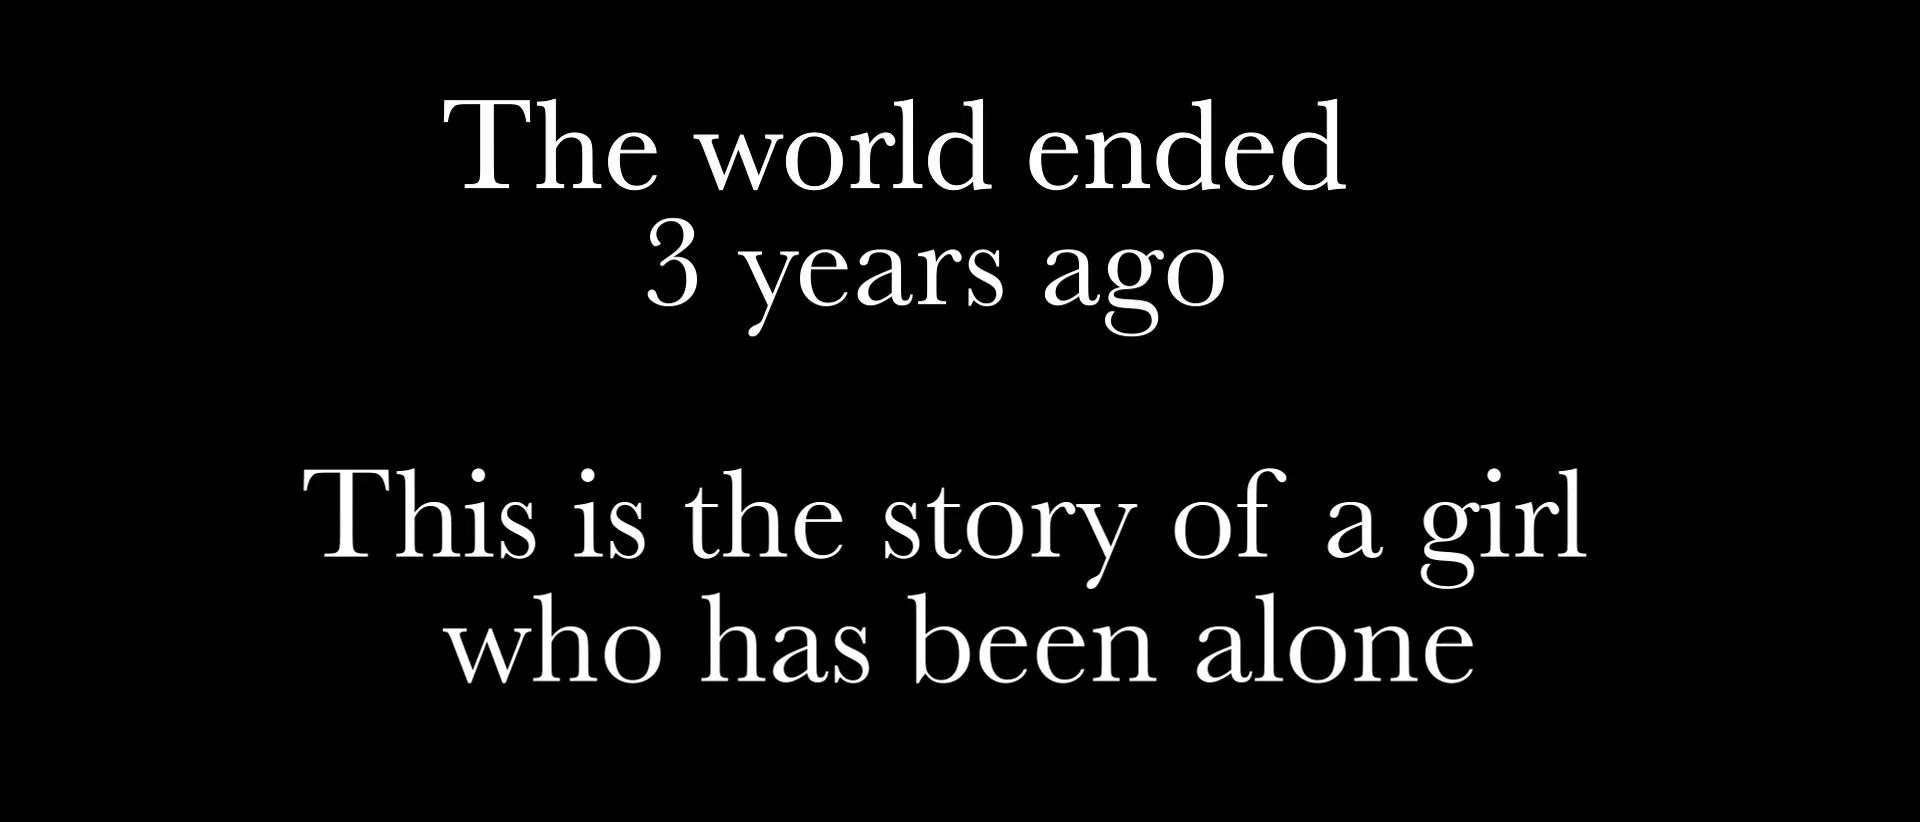 The world ended
3 years ago
This is the story of a girl
who has been alone